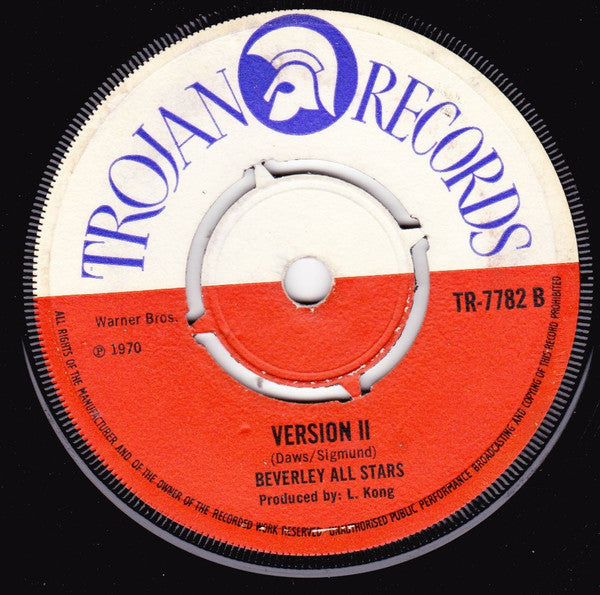 TROJAN RECORDS
TR-7782 B
Warner Bros.
℗ 1970
VERSION II
(Daws/Sigmund)
BEVERLEY ALL STARS
Produced by: L. Kong
ALL RIGHTS OF THE MANUFACTURER AND OF THE OWNER OF THE RECORDED WORK RESERVED - UNAUTHORISED PUBLIC PERFORMANCE BROADCASTING AND COPYING OF THIS RECORD PROHIBITED